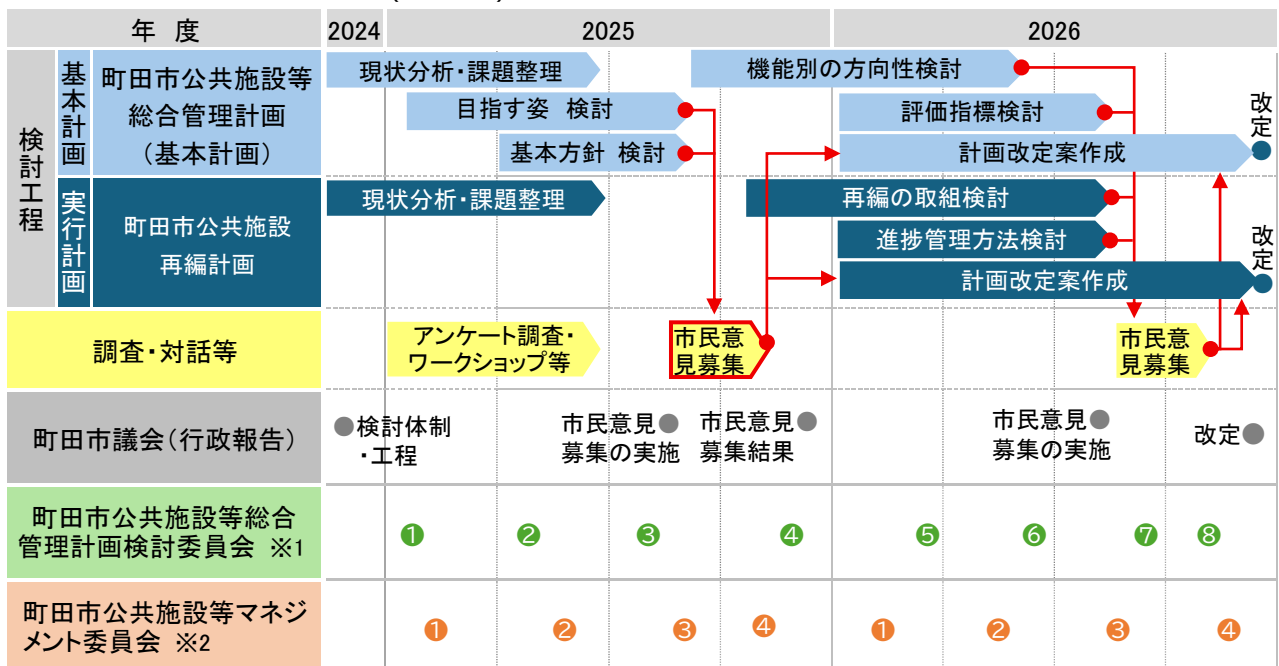 年 度
2024
2025
2026
検討工程
基本計画
町田市公共施設等
総合管理計画
(基本計画)
現状分析・課題整理
機能別の方向性検討
目指す姿 検討
評価指標検討
基本方針 検討
計画改定案作成
改定
実行計画
町田市公共施設
再編計画
現状分析・課題整理
再編の取組検討
進捗管理方法検討
計画改定案作成
改定
調査・対話等
アンケート調査・
ワークショップ等
市民意
見募集
市民意
見募集
町田市議会(行政報告)
●検討体制
・工程
市民意見●
募集の実施
市民意見●
募集結果
市民意見●
募集の実施
改定●
町田市公共施設等総合
管理計画検討委員会 ※1
❶ ❷ ❸ ❹ ❺ ❻ ❼ ❽
町田市公共施設等マネジ
メント委員会 ※2
❶ ❷ ❸ ❹ ❶ ❷ ❸ ❹